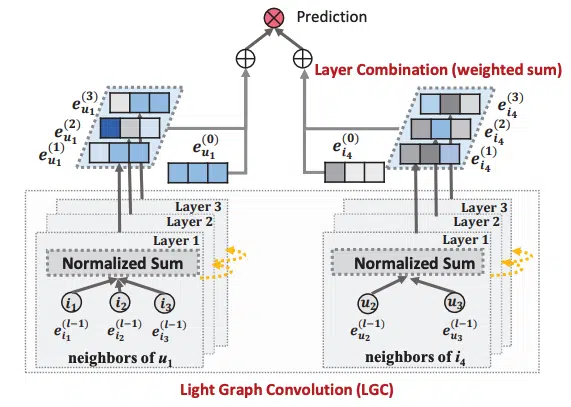 Prediction
Layer Combination (weighted sum)
e_{u_1}^{(3)}
e_{u_1}^{(2)}
e_{u_1}^{(1)}
e_{u_1}^{(0)}
e_{i_4}^{(0)}
e_{i_4}^{(3)}
e_{i_4}^{(2)}
e_{i_4}^{(1)}
Layer 3
Layer 2
Layer 1
Normalized Sum
i_1 i_2 i_3
e_{i_1}^{(l-1)} e_{i_2}^{(l-1)} e_{i_3}^{(l-1)}
neighbors of u_1
Layer 3
Layer 2
Layer 1
Normalized Sum
u_2 u_3
e_{u_2}^{(l-1)} e_{u_3}^{(l-1)}
neighbors of i_4
Light Graph Convolution (LGC)